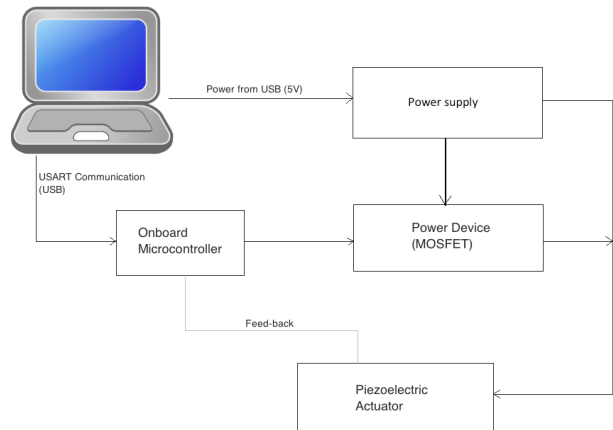 Power from USB (5V)
Power supply
USART Communication
(USB)
Onboard
Microcontroller
Power Device
(MOSFET)
Feed-back
Piezoelectric
Actuator